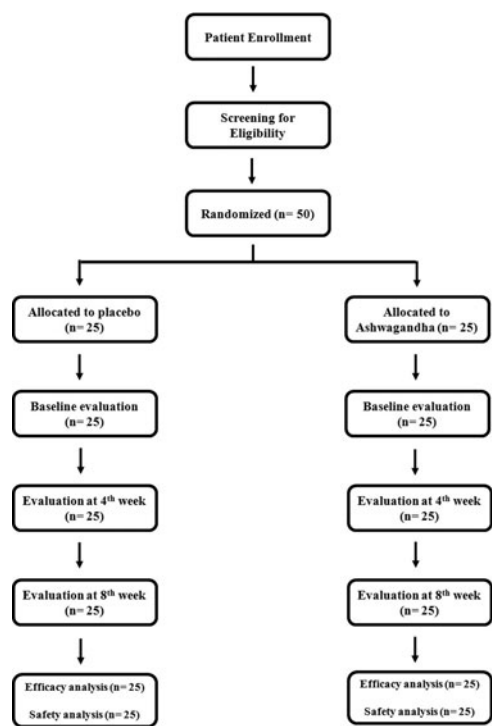 Patient Enrollment
Screening for
Eligibility
Randomized (n= 50)
Allocated to placebo
(n= 25)
Baseline evaluation
(n= 25)
Evaluation at 4th week
(n= 25)
Evaluation at 8th week
(n= 25)
Efficacy analysis (n= 25)
Safety analysis (n= 25)
Allocated to
Ashwagandha (n= 25)
Baseline evaluation
(n= 25)
Evaluation at 4th week
(n= 25)
Evaluation at 8th week
(n= 25)
Efficacy analysis (n= 25)
Safety analysis (n= 25)